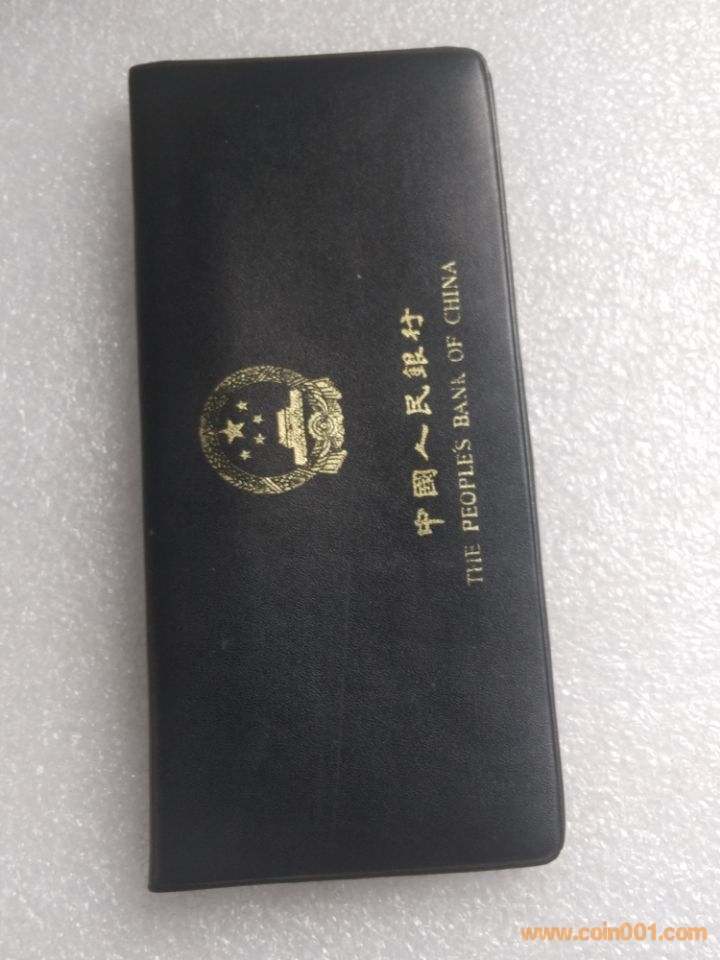 中國人民銀行
THE PEOPLE'S BANK OF CHINA
www.coin001.com